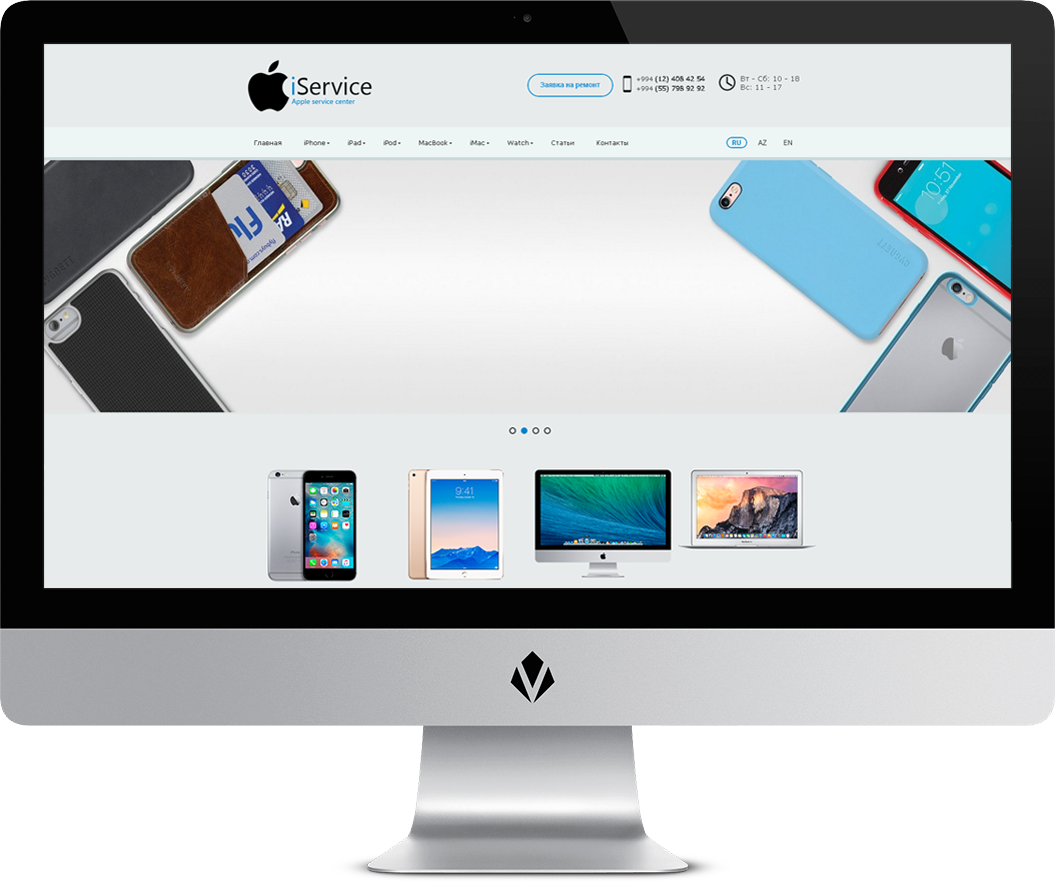 iService
Apple service center
Заявка на ремонт
+994 (12) 408 42 54
+994 (55) 798 92 92
Вт - Сб: 10 - 18
Вс: 11 - 17
Главная iPhone iPad iPod MacBook iMac Watch Статьи Контакты RU AZ EN
10:51
9:41